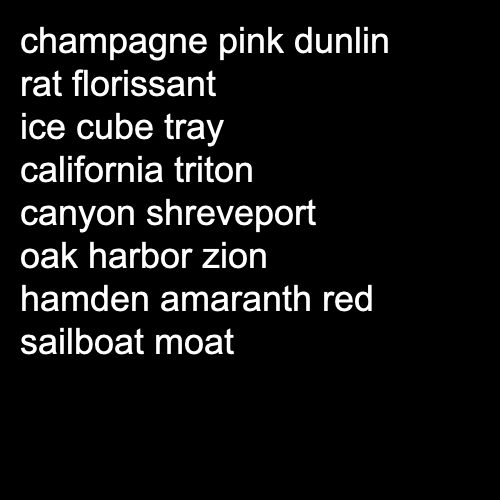 champagne pink dunlin
rat florissant
ice cube tray
california triton
canyon shreveport
oak harbor zion
hamden amaranth red
sailboat moat